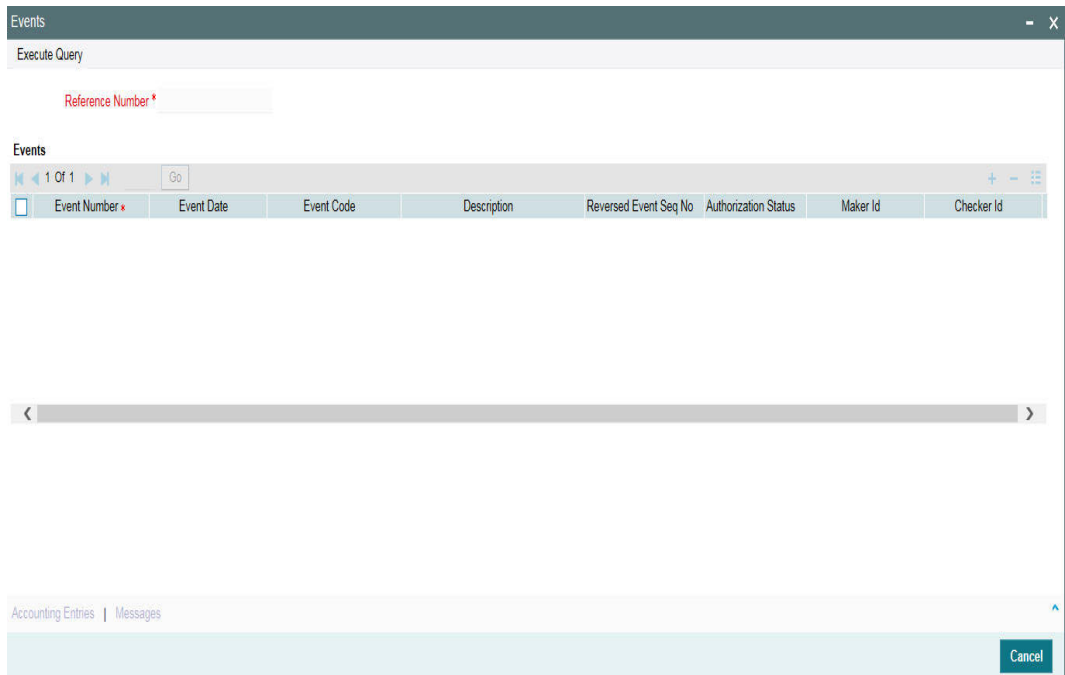 Events - X
Execute Query
Reference Number *
Events
1 Of 1 Go + -
Event Number * Event Date Event Code Description Reversed Event Seq No Authorization Status Maker Id Checker Id
Accounting Entries | Messages
Cancel